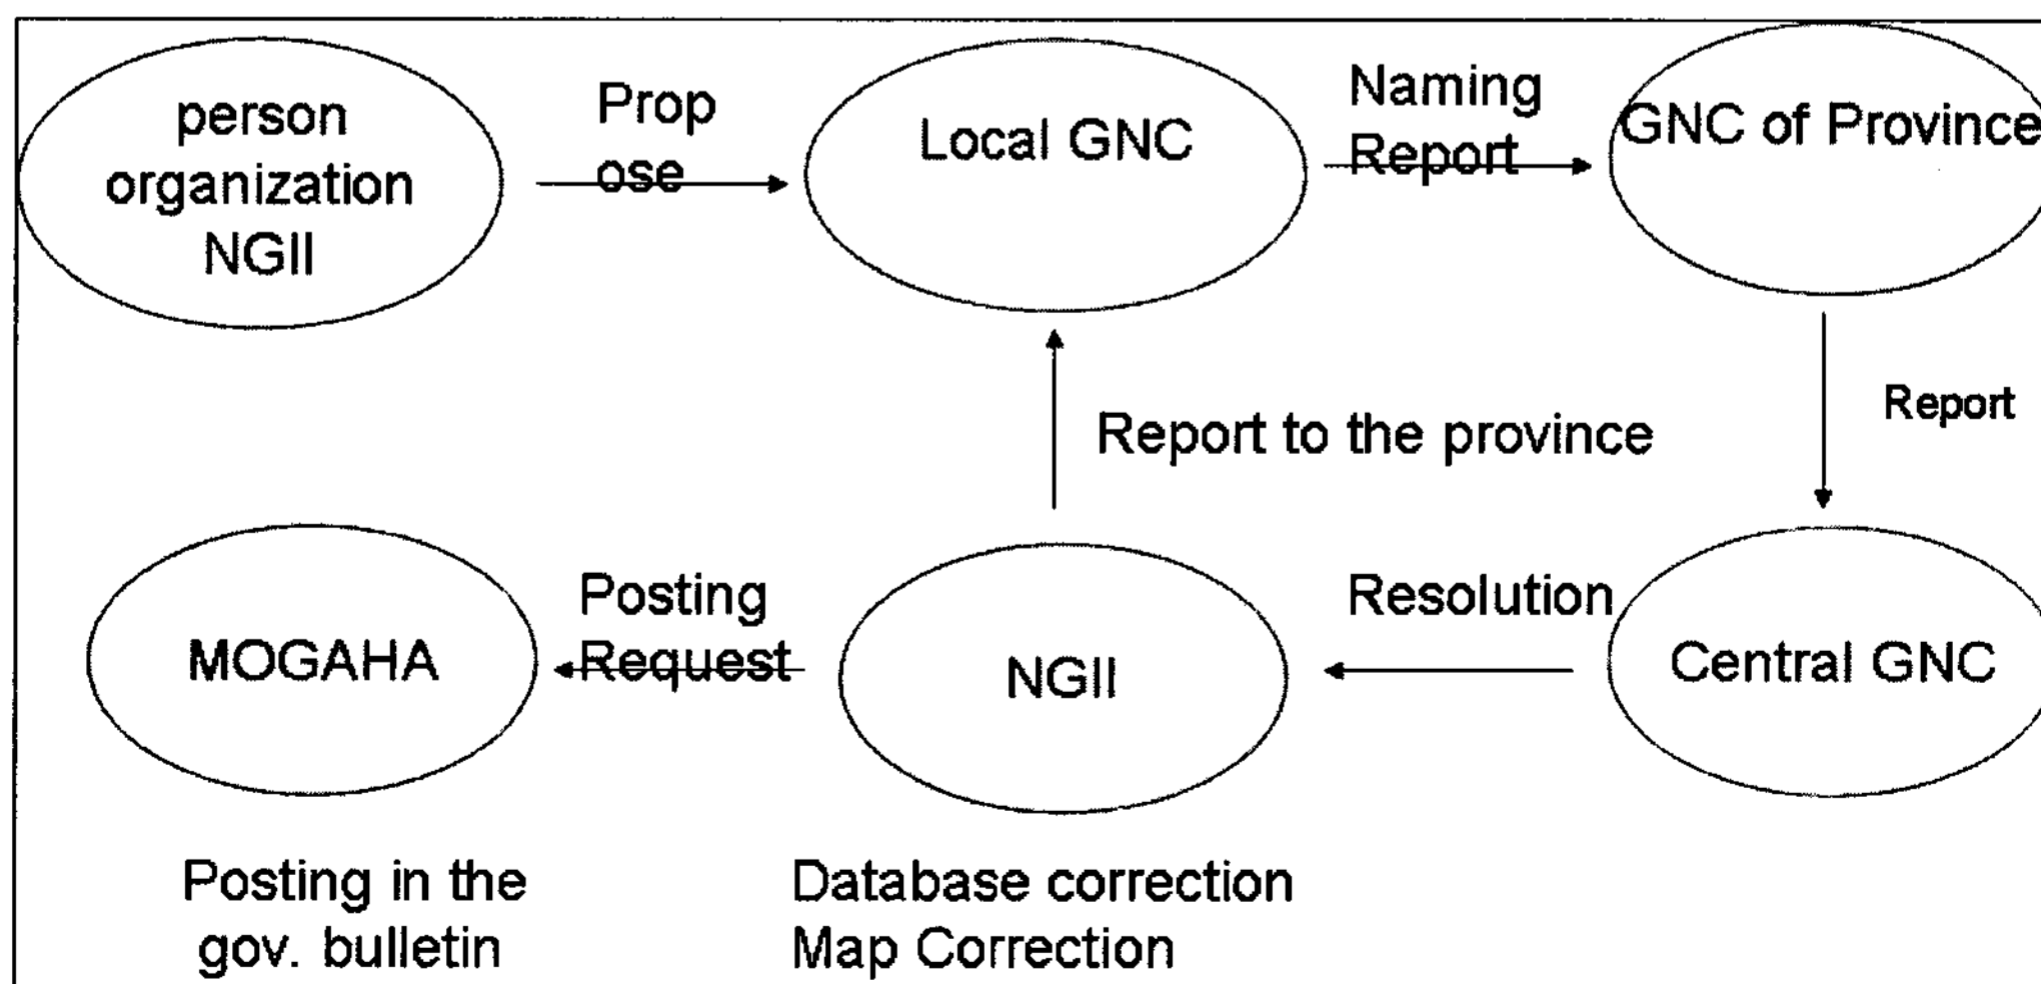 person
organization
NGII
Prop
ose
Local GNC
Naming
Report
GNC of Province
Report
Report to the province
MOGAHA
Posting
Request
NGII
Resolution
Central GNC
Posting in the
gov. bulletin
Database correction
Map Correction